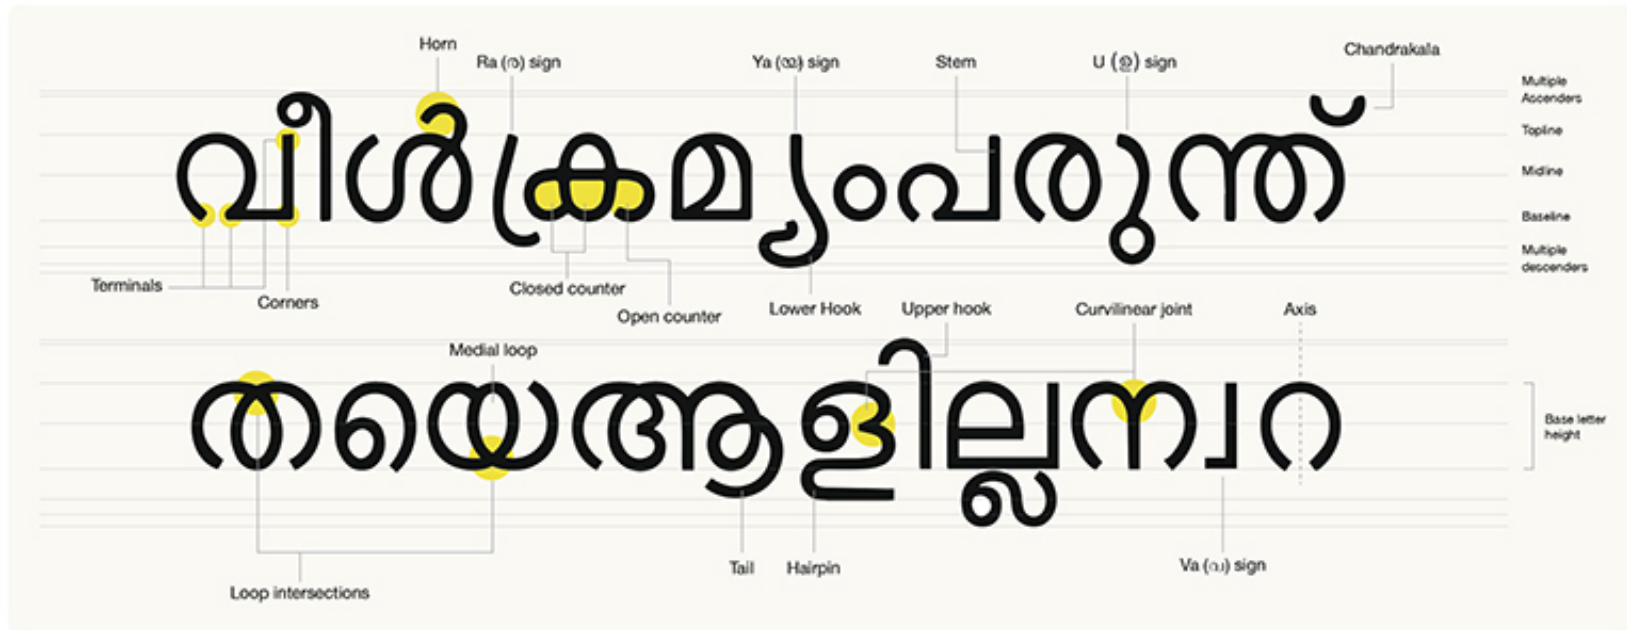 Horn
Ra (ര) sign
Ya (യ) sign
Stem
U (ഉ) sign
Chandrakala
വീൾക്രമ്യംപരുന്ത്
Multiple
Ascenders
Topline
Midline
Baseline
Multiple
descenders
Terminals
Corners
Closed counter
Open counter
Lower Hook
Upper hook
Curvilinear joint
Axis
Medial loop
തയെആളില്ലന്വറ
Base letter
height
Loop intersections
Tail
Hairpin
Va (വ) sign